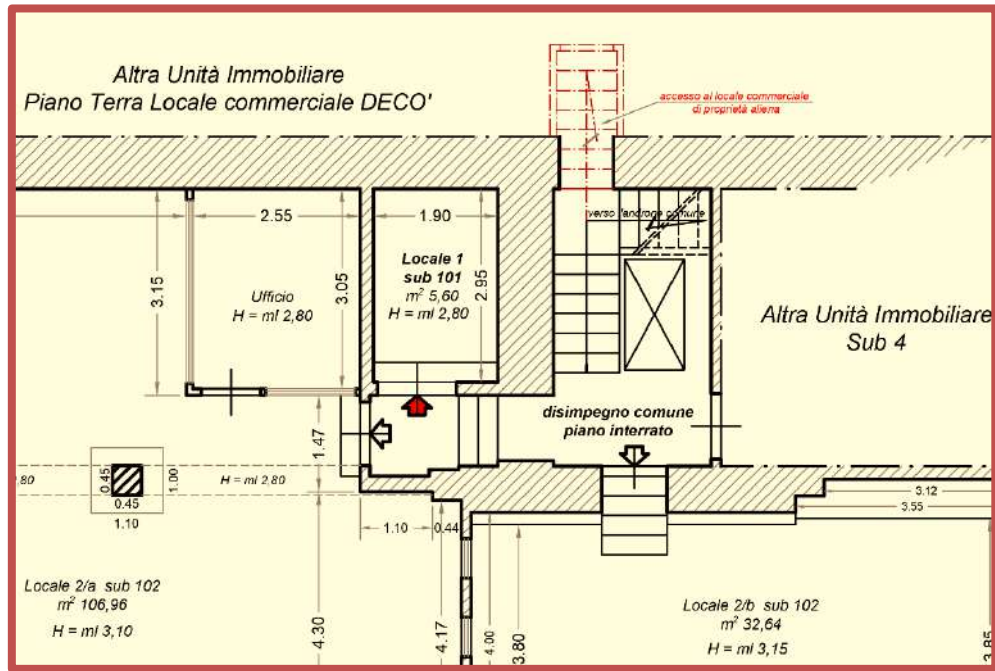 Altra Unità Immobiliare
Piano Terra Locale commerciale DECO'
accesso al locale commerciale
di proprietà aliena
2.55
1.90
verso l'androne comune
3.15
Ufficio
H = ml 2,80
3.05
Locale 1
sub 101
m² 5,60
H = ml 2,80
2.95
Altra Unità Immobiliare
Sub 4
disimpegno comune
piano interrato
1.47
2.80
0.45
0.45
1.00
1.10
H = ml 2,80
1.10
0.44
3.12
3.55
Locale 2/a sub 102
m² 106,96
H = ml 3,10
4.30
4.17
4.00
3.80
Locale 2/b sub 102
m² 32,64
H = ml 3,15
3.85